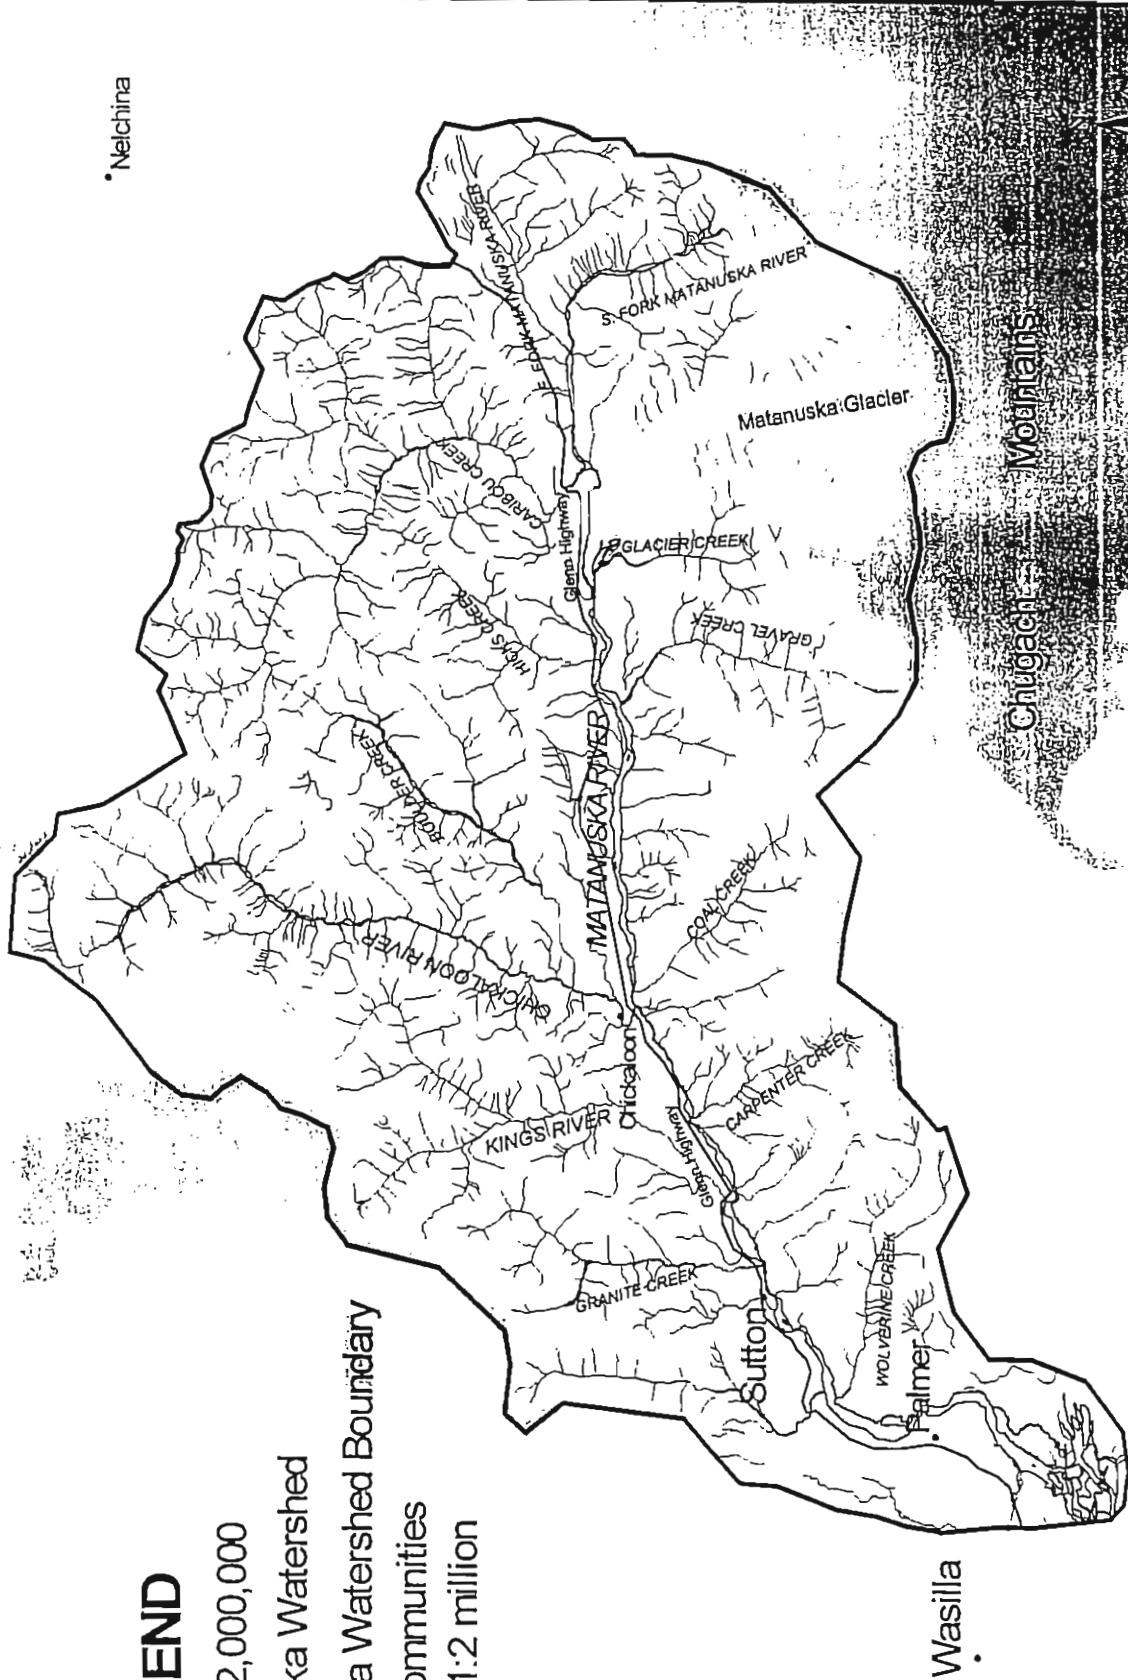 Nelchina
E FORK MATANUSKA RIVER
S. FORK MATANUSKA RIVER
Matanuska Glacier
Chugach Mountains
CARIBOU CREEK
Glenn Highway
GLACIER CREEK
HICKS CREEK
GRAVEL CREEK
BOULDER CREEK
MATANUSKA RIVER
COAL CREEK
CHICKALOON RIVER
Chickaloon
CARPENTER CREEK
KINGS RIVER
Glenn Highway
GRANITE CREEK
Sutton
WOLVERINE CREEK
Palmer
Wasilla
END
2,000,000
ka Watershed
a Watershed Boundary
ommunities
1:2 million